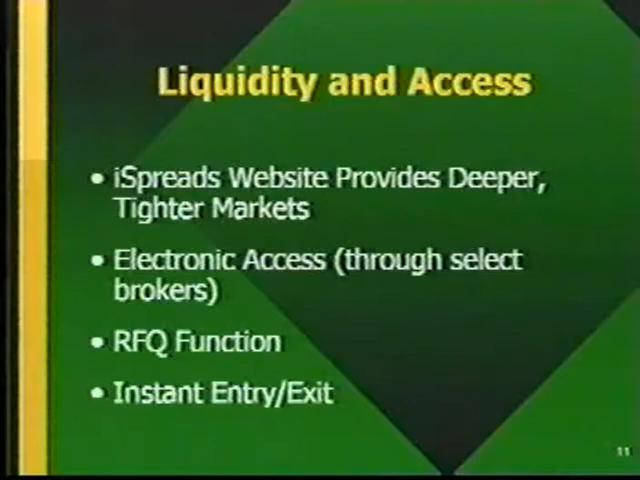 Liquidity and Access
• iSpreads Website Provides Deeper,
Tighter Markets
• Electronic Access (through select
brokers)
• RFQ Function
• Instant Entry/Exit
11